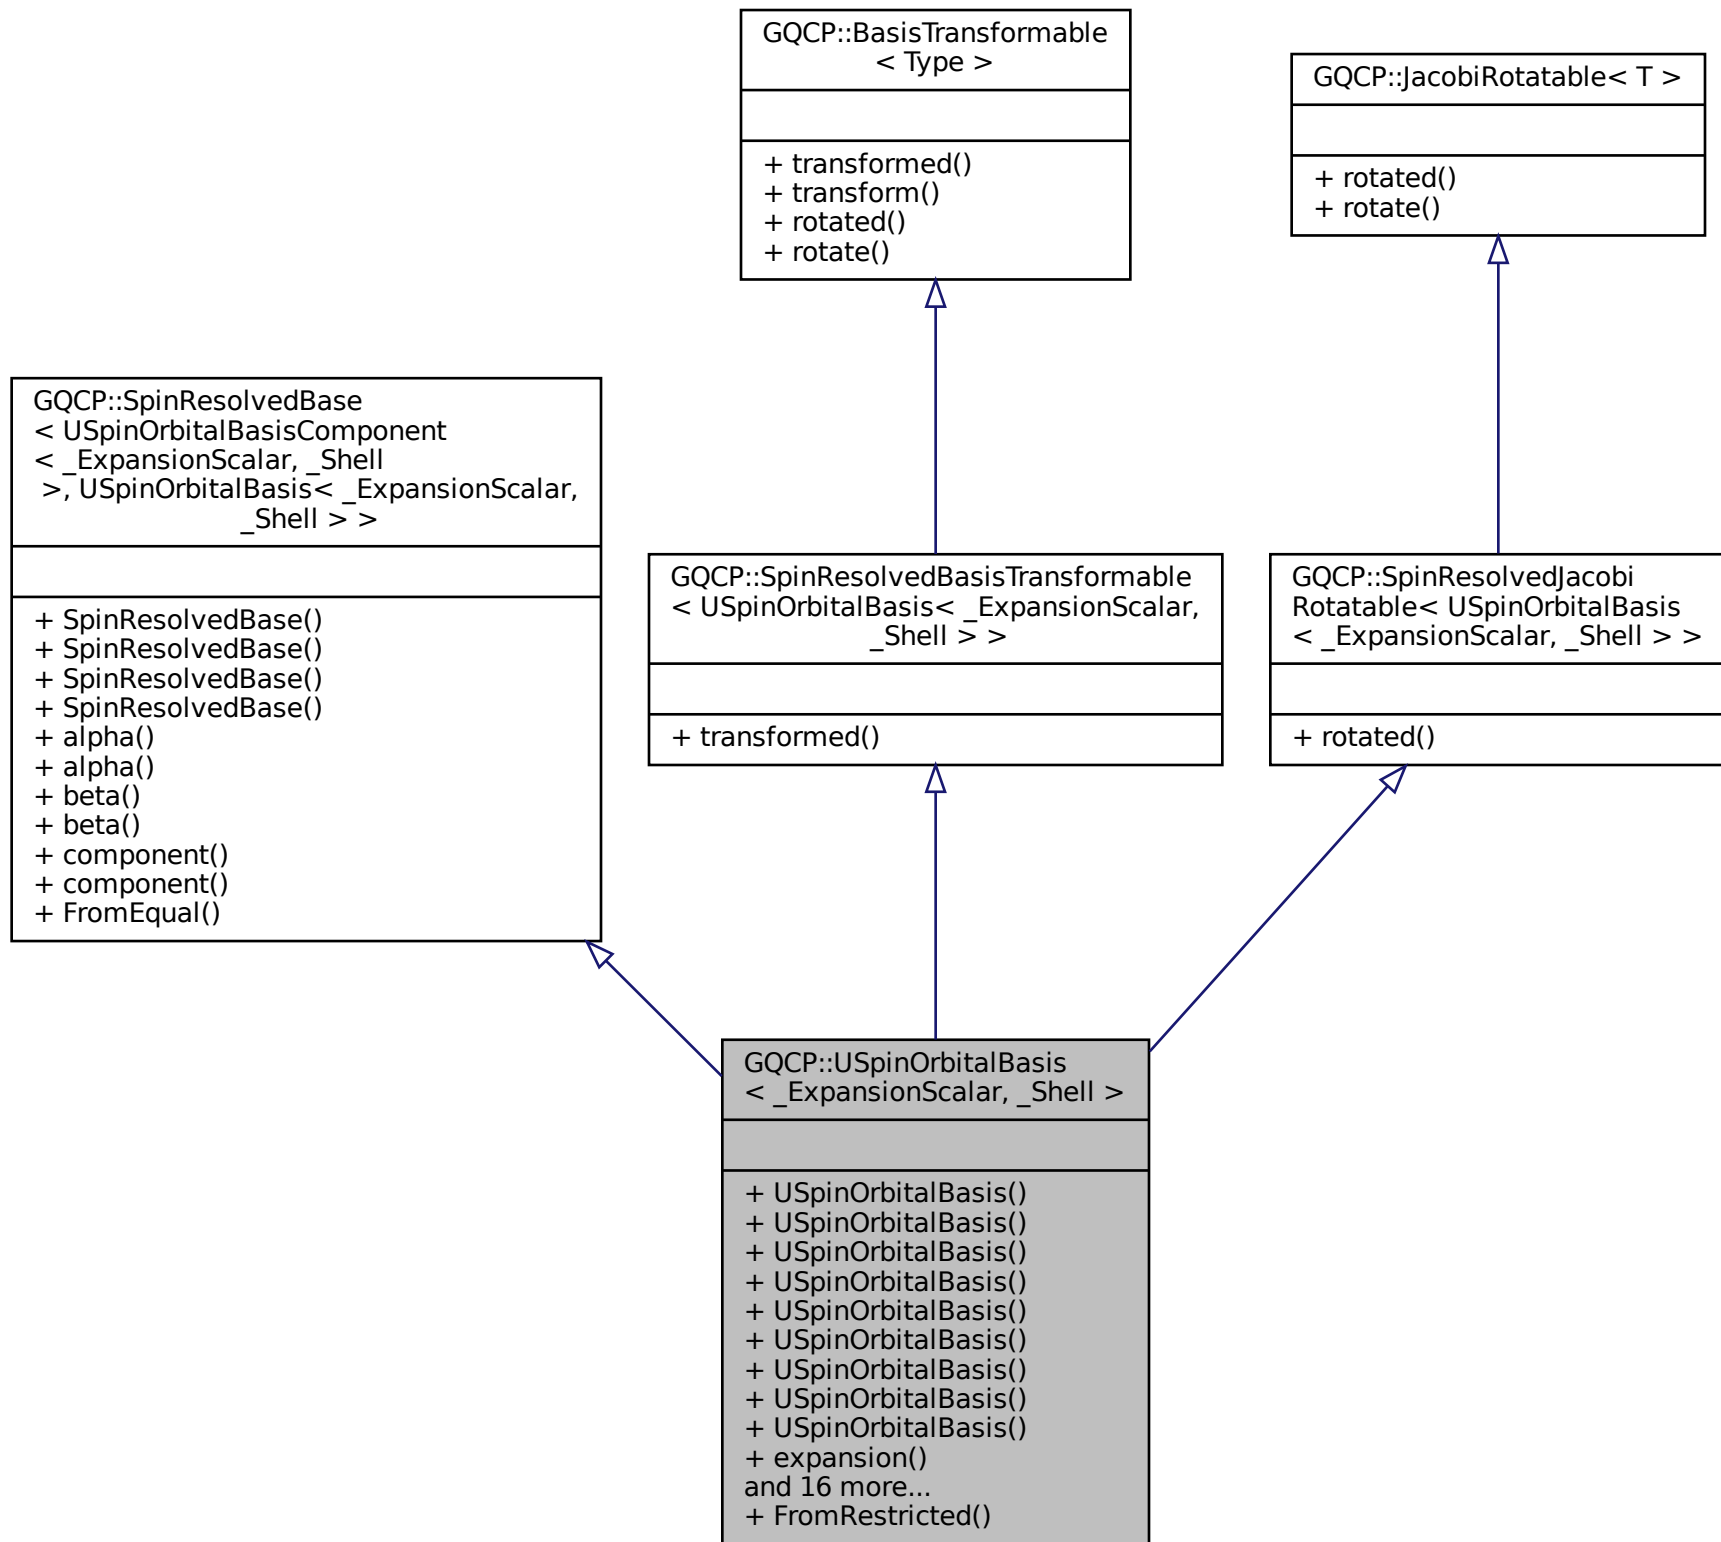 GQCP::BasisTransformable
< Type >
+ transformed()
+ transform()
+ rotated()
+ rotate()
GQCP::JacobiRotatable< T >
+ rotated()
+ rotate()
GQCP::SpinResolvedBase
< USpinOrbitalBasisComponent
< _ExpansionScalar, _Shell
>, USpinOrbitalBasis< _ExpansionScalar,
_Shell > >
+ SpinResolvedBase()
+ SpinResolvedBase()
+ SpinResolvedBase()
+ SpinResolvedBase()
+ alpha()
+ alpha()
+ beta()
+ beta()
+ component()
+ component()
+ FromEqual()
GQCP::SpinResolvedBasisTransformable
< USpinOrbitalBasis< _ExpansionScalar,
_Shell > >
+ transformed()
GQCP::SpinResolvedJacobi
Rotatable< USpinOrbitalBasis
< _ExpansionScalar, _Shell > >
+ rotated()
GQCP::USpinOrbitalBasis
< _ExpansionScalar, _Shell >
+ USpinOrbitalBasis()
+ USpinOrbitalBasis()
+ USpinOrbitalBasis()
+ USpinOrbitalBasis()
+ USpinOrbitalBasis()
+ USpinOrbitalBasis()
+ USpinOrbitalBasis()
+ USpinOrbitalBasis()
+ USpinOrbitalBasis()
+ expansion()
and 16 more...
+ FromRestricted()